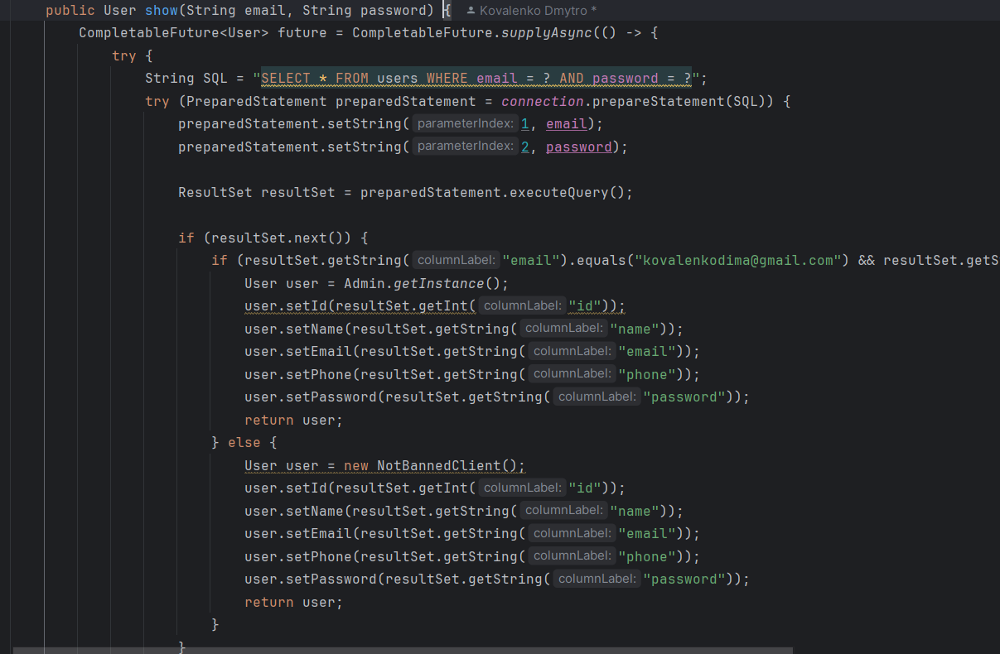 public User show(String email, String password) { Kovalenko Dmytro *
CompletableFuture<User> future = CompletableFuture.supplyAsync(() -> {
try {
String SQL = "SELECT * FROM users WHERE email = ? AND password = ?";
try (PreparedStatement preparedStatement = connection.prepareStatement(SQL)) {
preparedStatement.setString( parameterIndex: 1, email);
preparedStatement.setString( parameterIndex: 2, password);
ResultSet resultSet = preparedStatement.executeQuery();
if (resultSet.next()) {
if (resultSet.getString( columnLabel: "email").equals("kovalenkodima@gmail.com") && resultSet.getS
User user = Admin.getInstance();
user.setId(resultSet.getInt( columnLabel: "id"));
user.setName(resultSet.getString( columnLabel: "name"));
user.setEmail(resultSet.getString( columnLabel: "email"));
user.setPhone(resultSet.getString( columnLabel: "phone"));
user.setPassword(resultSet.getString( columnLabel: "password"));
return user;
} else {
User user = new NotBannedClient();
user.setId(resultSet.getInt( columnLabel: "id"));
user.setName(resultSet.getString( columnLabel: "name"));
user.setEmail(resultSet.getString( columnLabel: "email"));
user.setPhone(resultSet.getString( columnLabel: "phone"));
user.setPassword(resultSet.getString( columnLabel: "password"));
return user;
}
}